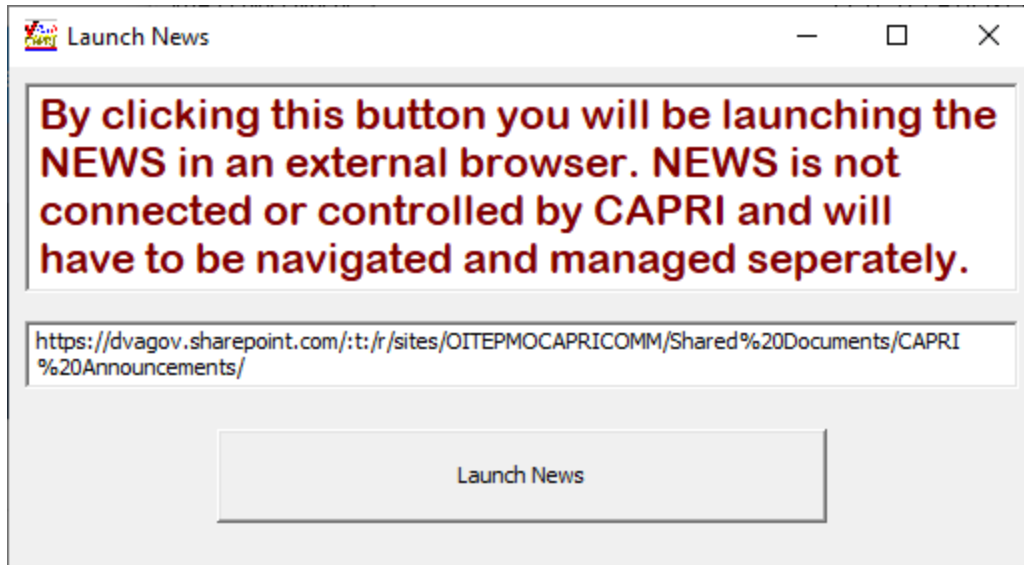 Launch News
By clicking this button you will be launching the
NEWS in an external browser. NEWS is not
connected or controlled by CAPRI and will
have to be navigated and managed seperately.
https://dvagov.sharepoint.com/:t:/r/sites/OITEPMOCAPRICOMM/Shared%20Documents/CAPRI
%20Announcements/
Launch News